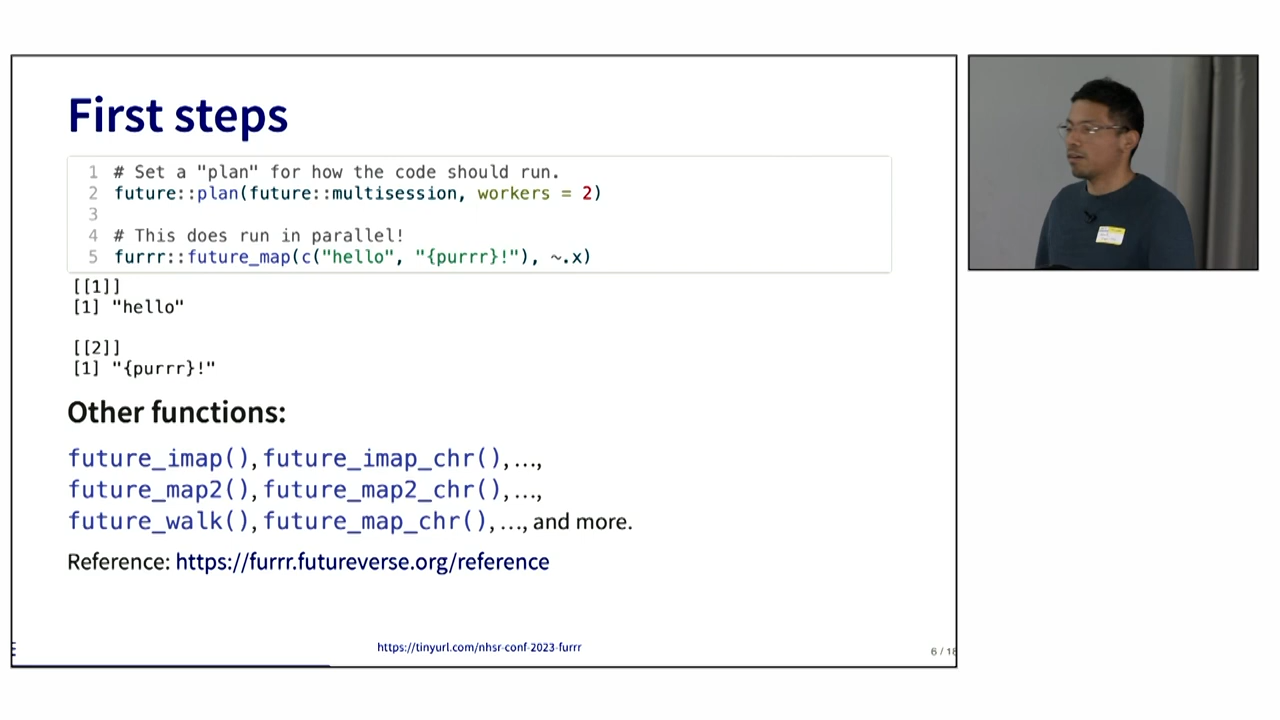 First steps
1 # Set a "plan" for how the code should run.
2 future::plan(future::multisession, workers = 2)
3
4 # This does run in parallel!
5 furrr::future_map(c("hello", "{purrr}!"), ~.x)
[[1]]
[1] "hello"
[[2]]
[1] "{purrr}!"
Other functions:
future_imap(), future_imap_chr(), …,
future_map2(), future_map2_chr(), …,
future_walk(), future_map_chr(), …, and more.
Reference: https://furrr.futureverse.org/reference
https://tinyurl.com/nhsr-conf-2023-furrr
6 / 18